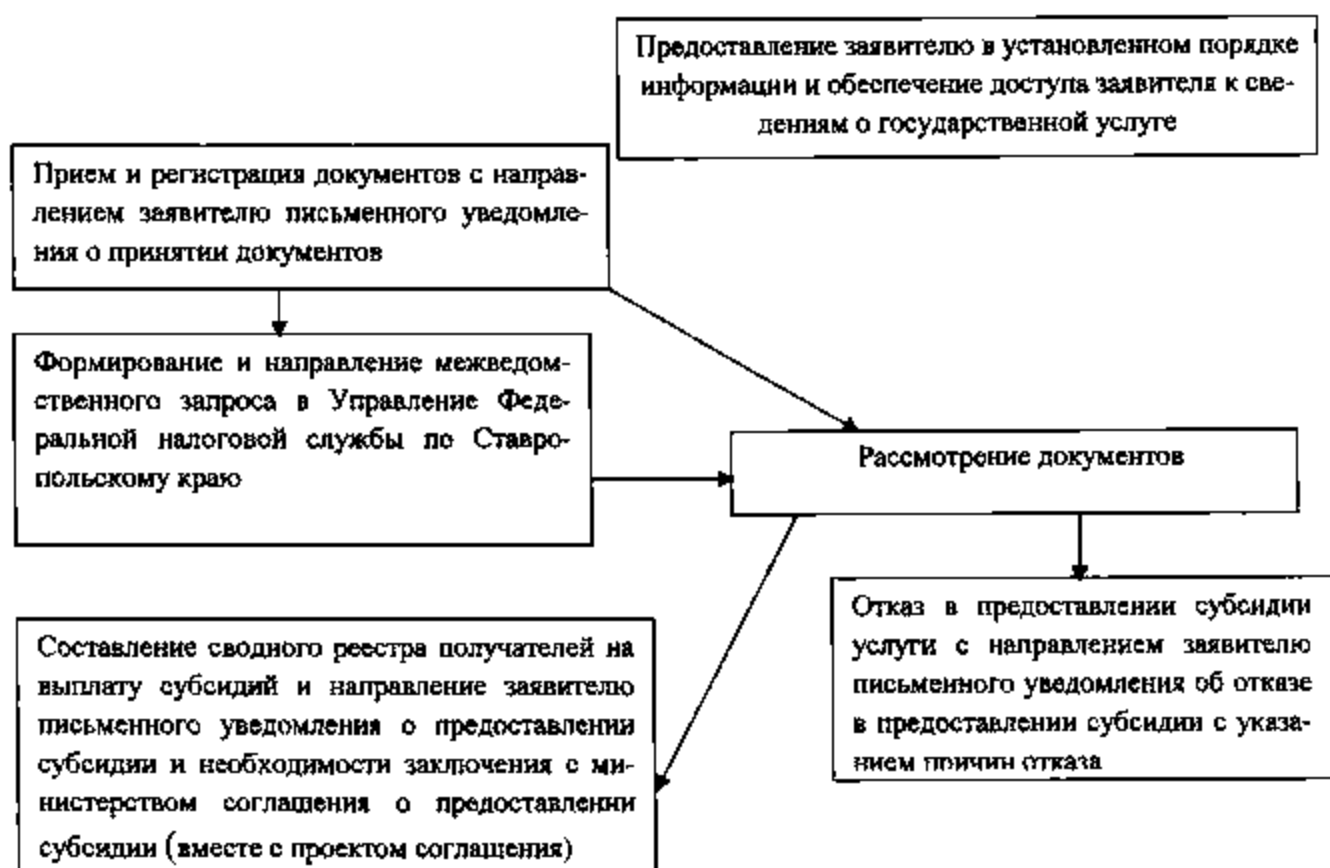 Предоставление заявителю в установленном порядке
информации и обеспечение доступа заявителя к све-
дениям о государственной услуге
Прием и регистрация документов с направ-
лением заявителю письменного уведомле-
ния о принятии документов
Формирование и направление межведом-
ственного запроса в Управление Феде-
ральной налоговой службы по Ставро-
польскому краю
Рассмотрение документов
Отказ в предоставлении субсидии
услуги с направлением заявителю
письменного уведомления об отказе
в предоставлении субсидии с указа-
нием причин отказа
Составление сводного реестра получателей на
выплату субсидий и направление заявителю
письменного уведомления о предоставлении
субсидии и необходимости заключения с ми-
нистерством соглашения о предоставлении
субсидии (вместе с проектом соглашения)